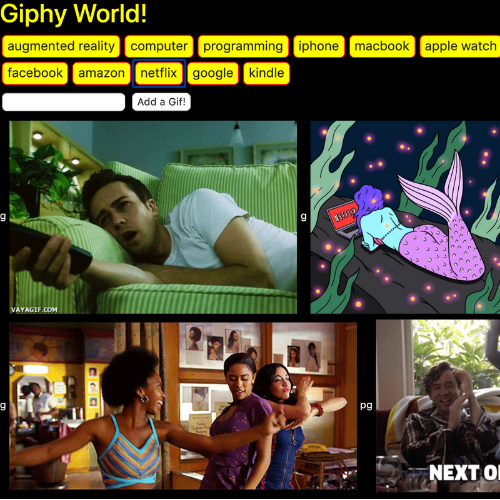 Giphy World!
augmented reality computer programming iphone macbook apple watch
facebook amazon netflix google kindle
Add a Gif!
g
g
VAYAGIF.COM
g
pg
NEXT